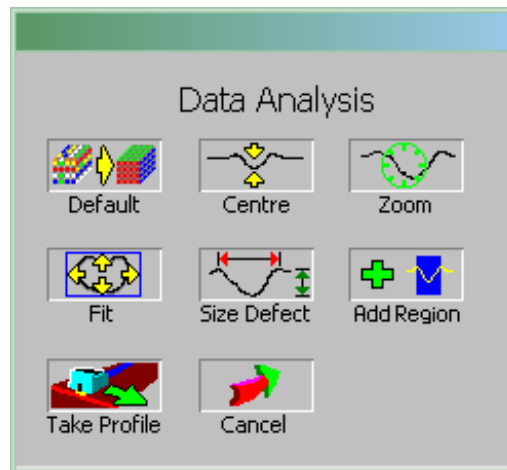 Data Analysis
Default
Centre
Zoom
Fit
Size Defect
Add Region
Take Profile
Cancel